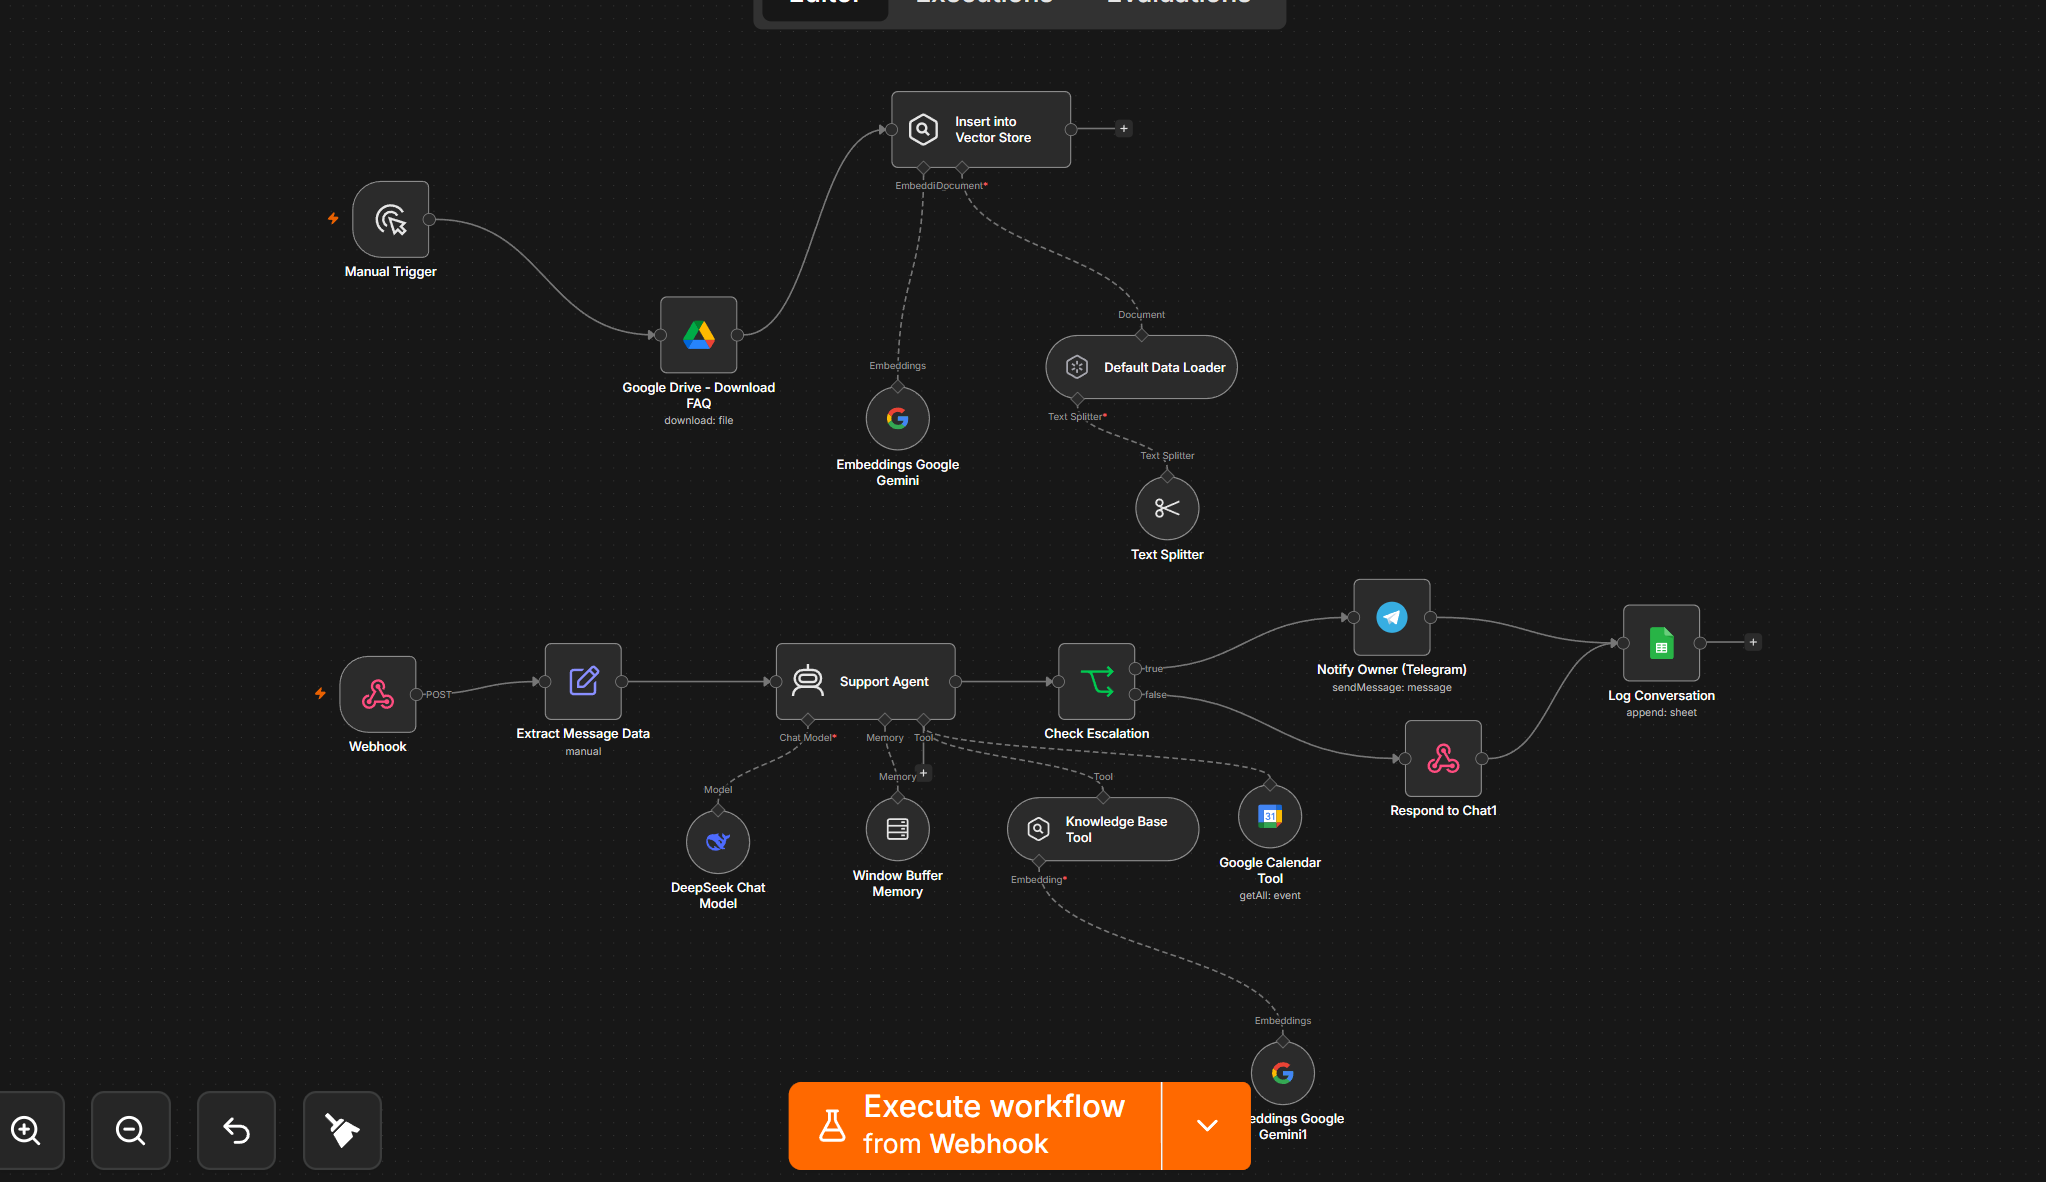 Editor
Executions
Evaluations
Insert into
Vector Store
Embeddi
Document*
Manual Trigger
Google Drive - Download
FAQ
download: file
Document
Default Data Loader
Text Splitter*
Embeddings
Embeddings Google
Gemini
Text Splitter
Text Splitter
Webhook
POST
Extract Message Data
manual
Support Agent
Chat Model*
Memory
Tool
Check Escalation
true
false
Notify Owner (Telegram)
sendMessage: message
Respond to Chat1
Log Conversation
append: sheet
Model
DeepSeek Chat
Model
Memory
Window Buffer
Memory
Tool
Knowledge Base
Tool
Embedding*
31
Google Calendar
Tool
getAll: event
Embeddings
eddings Google
Gemini1
Execute workflow
from Webhook